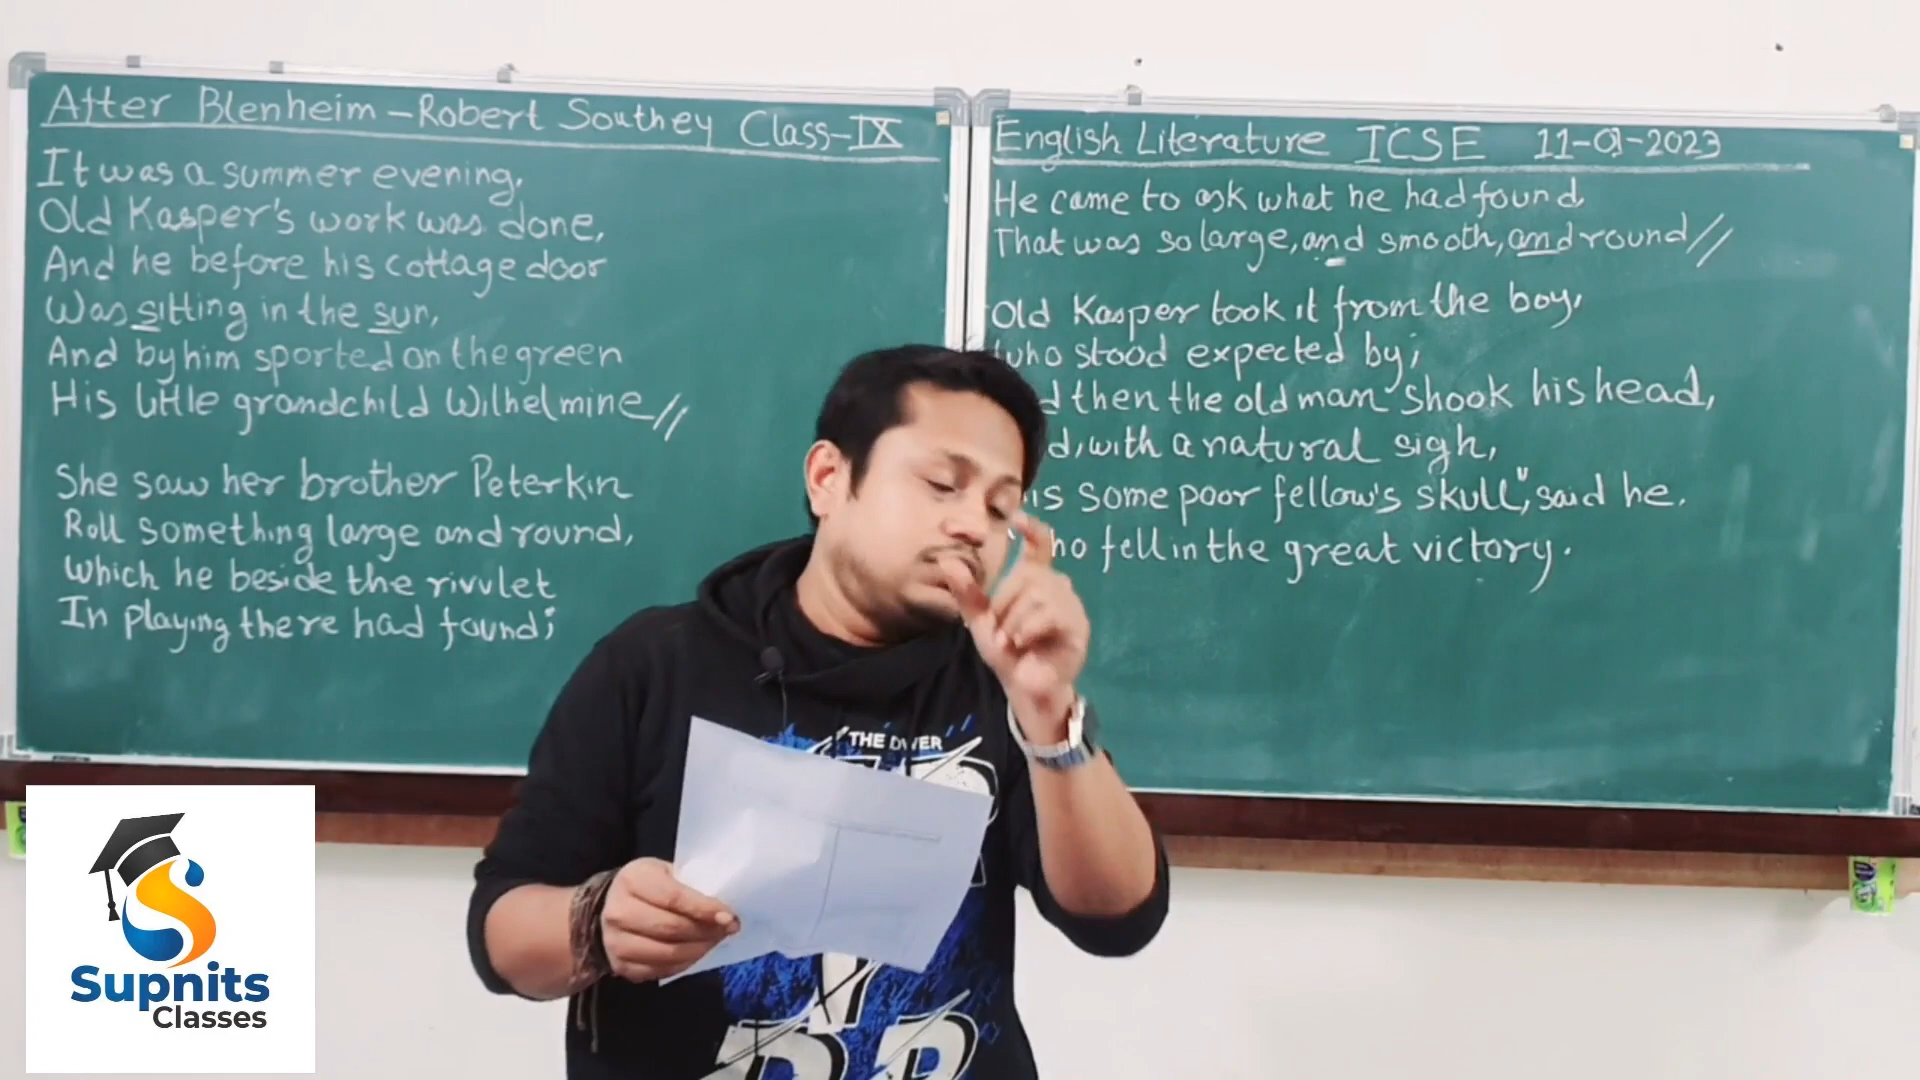 After Blenheim - Robert Southey Class-IX
It was a summer evening,
Old Kasper's work was done,
And he before his cottage door
Was sitting in the sun,
And by him sported on the green
His little grandchild Wilhelmine//
She saw her brother Peterkin
Roll something large and round,
Which he beside the rivulet
In playing there had found;
English Literature ICSE 11-01-2023
He came to ask what he had found,
That was so large, and smooth, and round//
Old Kasper took it from the boy,
who stood expected by;
d then the old man shook his head,
d, with a natural sigh,
is some poor fellow's skull," said he.
ho fell in the great victory.
THE
Supnits
Classes